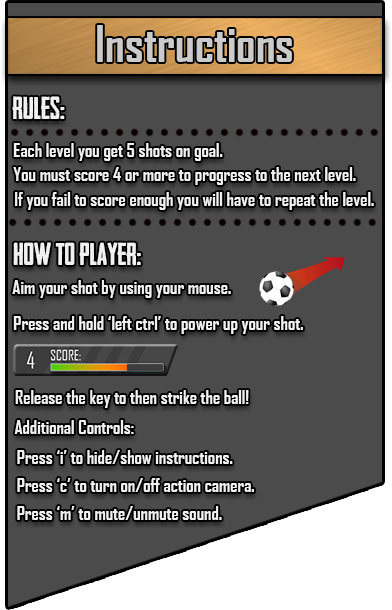 Instructions
RULES:
Each level you get 5 shots on goal.
You must score 4 or more to progress to the next level.
If you fail to score enough you will have to repeat the level.
HOW TO PLAYER:
Aim your shot by using your mouse.
Press and hold ‘left ctrl’ to power up your shot.
4 SCORE:
Release the key to then strike the ball!
Additional Controls:
Press ‘i’ to hide/show instructions.
Press ‘c’ to turn on/off action camera.
Press ‘m’ to mute/unmute sound.